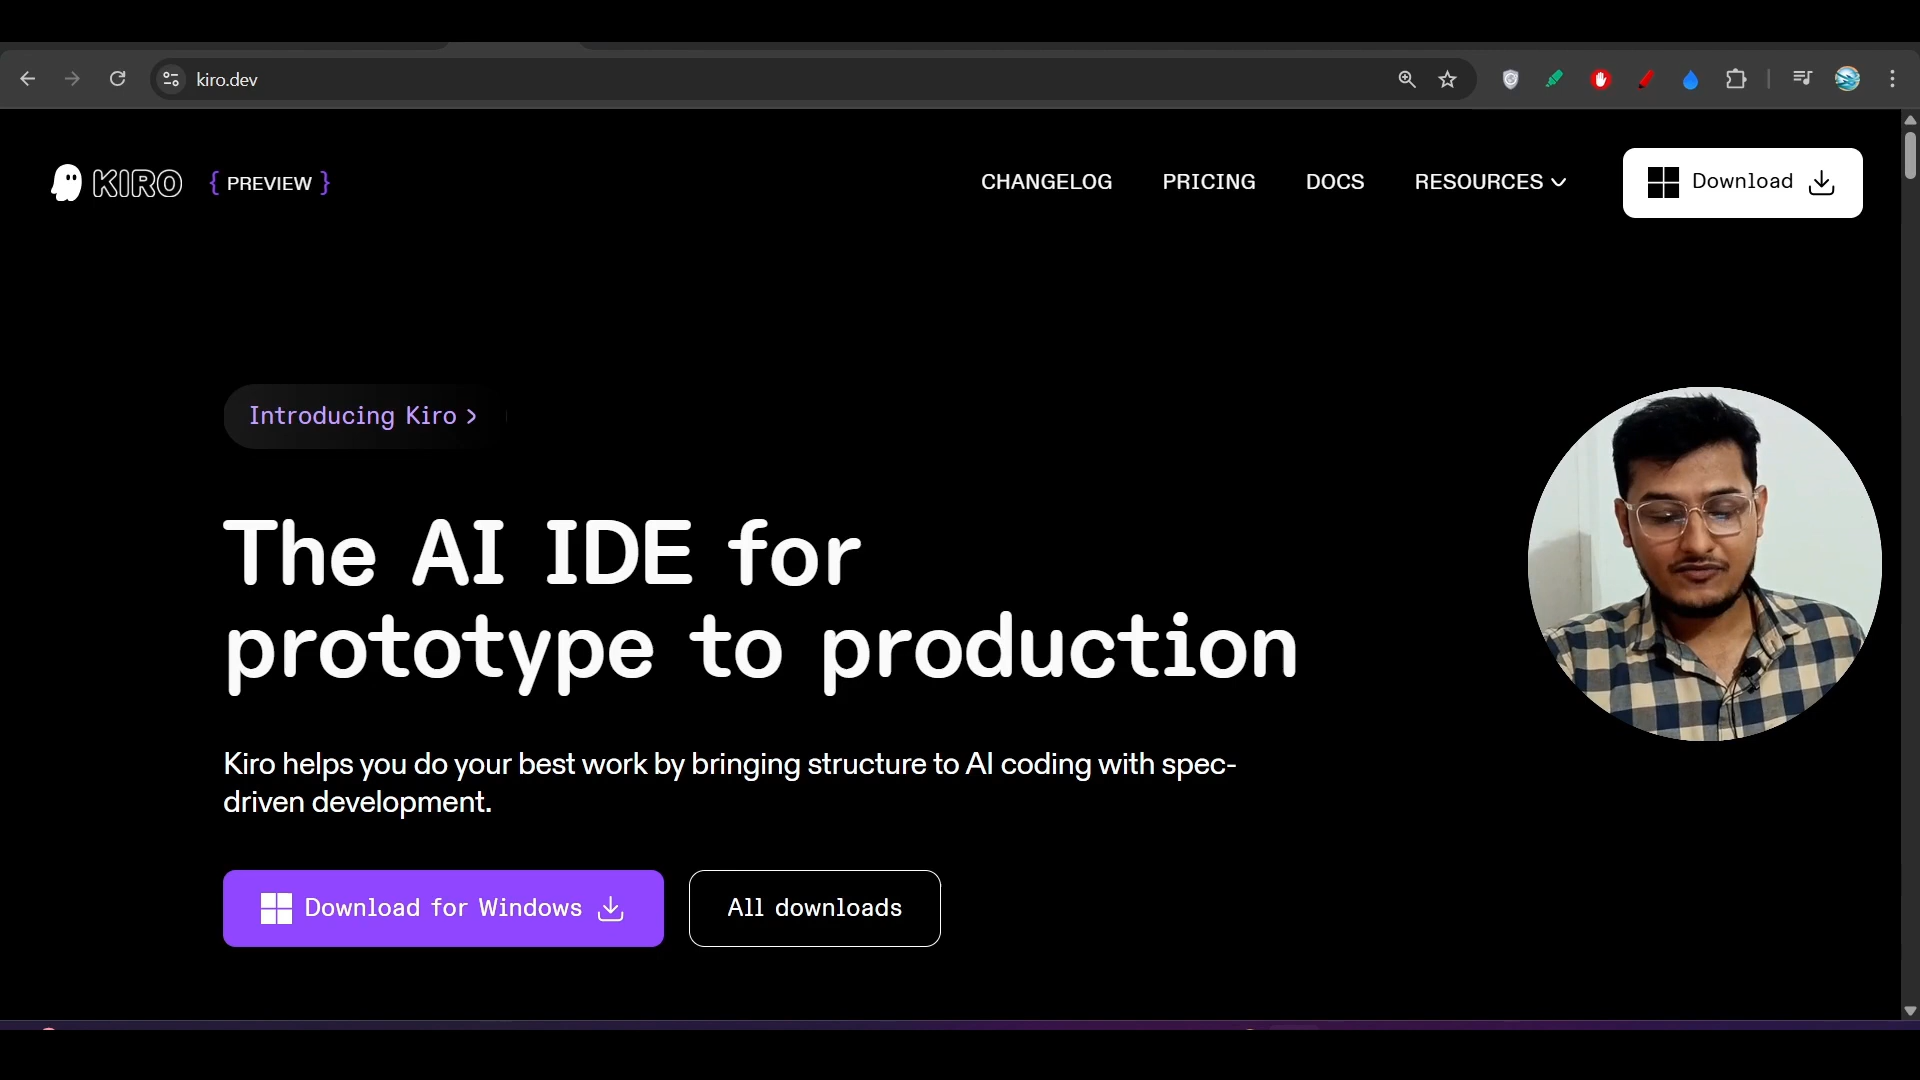 kiro.dev
KIRO { PREVIEW } CHANGELOG PRICING DOCS RESOURCES Download
Introducing Kiro >
The AI IDE for
prototype to production
Kiro helps you do your best work by bringing structure to AI coding with spec-
driven development.
Download for Windows All downloads